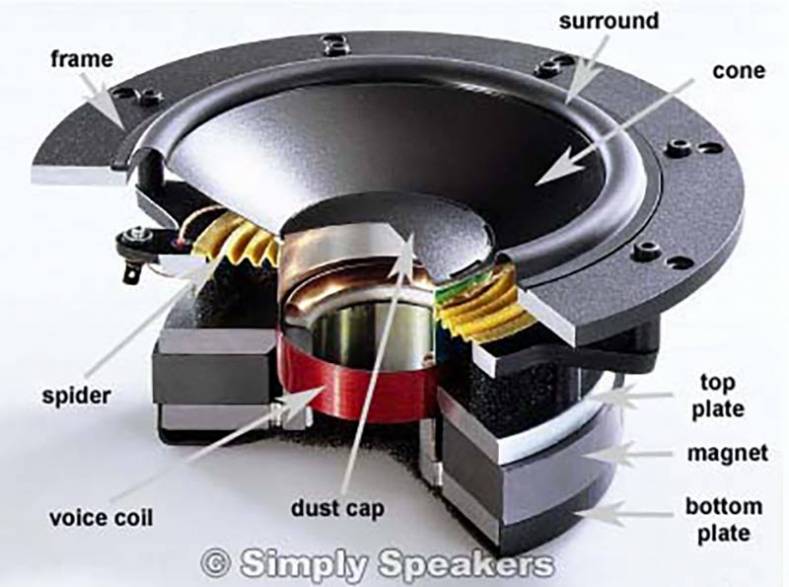 surround
frame
cone
spider
top
plate
magnet
voice coil
dust cap
bottom
plate
© Simply Speakers